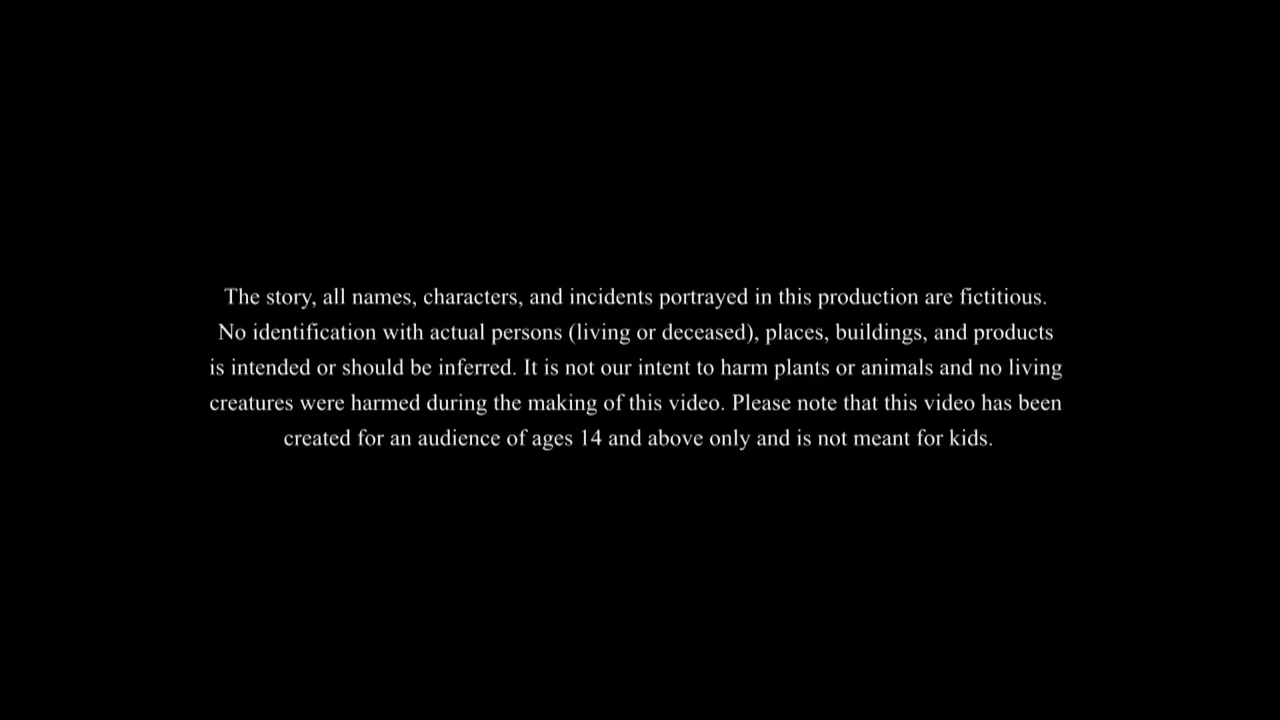 The story, all names, characters, and incidents portrayed in this production are fictitious.
No identification with actual persons (living or deceased), places, buildings, and products
is intended or should be inferred. It is not our intent to harm plants or animals and no living
creatures were harmed during the making of this video. Please note that this video has been
created for an audience of ages 14 and above only and is not meant for kids.